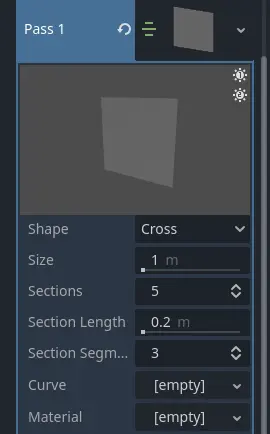 Pass 1
Shape Cross
Size 1 m
Sections 5
Section Length 0.2 m
Section Segm... 3
Curve [empty]
Material [empty]